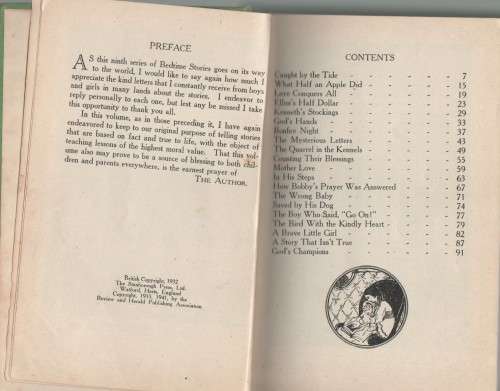 PREFACE
AS this ninth series of Bedtime Stories goes on its way
to the world, I would like to say again how much I
appreciate the kind letters that I constantly receive from boys
and girls in many lands about the stories. I endeavor to
reply personally to each one, but lest any be missed I take
this opportunity to thank you all.
In this volume, as in those preceding it, I have again
endeavored to keep to our original purpose of telling stories
that are based on fact and true to life, with the object of
teaching lessons of the highest moral value. That this vol-
ume also may prove to be a source of blessing to both chil-
dren and parents everywhere, is the earnest prayer of
THE AUTHOR.
British Copyright, 1932
The Stanborough Press, Ltd.
Watford, Herts, England
Copyright, 1933, 1941, by the
Review and Herald Publishing Association
CONTENTS
Caught by the Tide - - - - - - 7
What Half an Apple Did - - - - - - 15
Love Conquers All - - - - - - 19
Ellna's Half Dollar - - - - - - 23
Kenneth's Stockings - - - - - - 29
God's Hands - - - - - - 33
Bonfire Night - - - - - - 37
The Mysterious Letters - - - - - - 43
The Quarrel in the Kennels - - - - - - 49
Counting Their Blessings - - - - - - 55
Mother Love - - - - - - 59
In His Steps - - - - - - 63
How Bobby's Prayer Was Answered - - - - 67
The Wrong Baby - - - - - - 71
Saved by His Dog - - - - - - 74
The Boy Who Said, "Go On!" - - - - - 77
The Bird With the Kindly Heart - - - - - 79
A Brave Little Girl - - - - - - 82
A Story That Isn't True - - - - - - 87
God's Champions - - - - - - 91